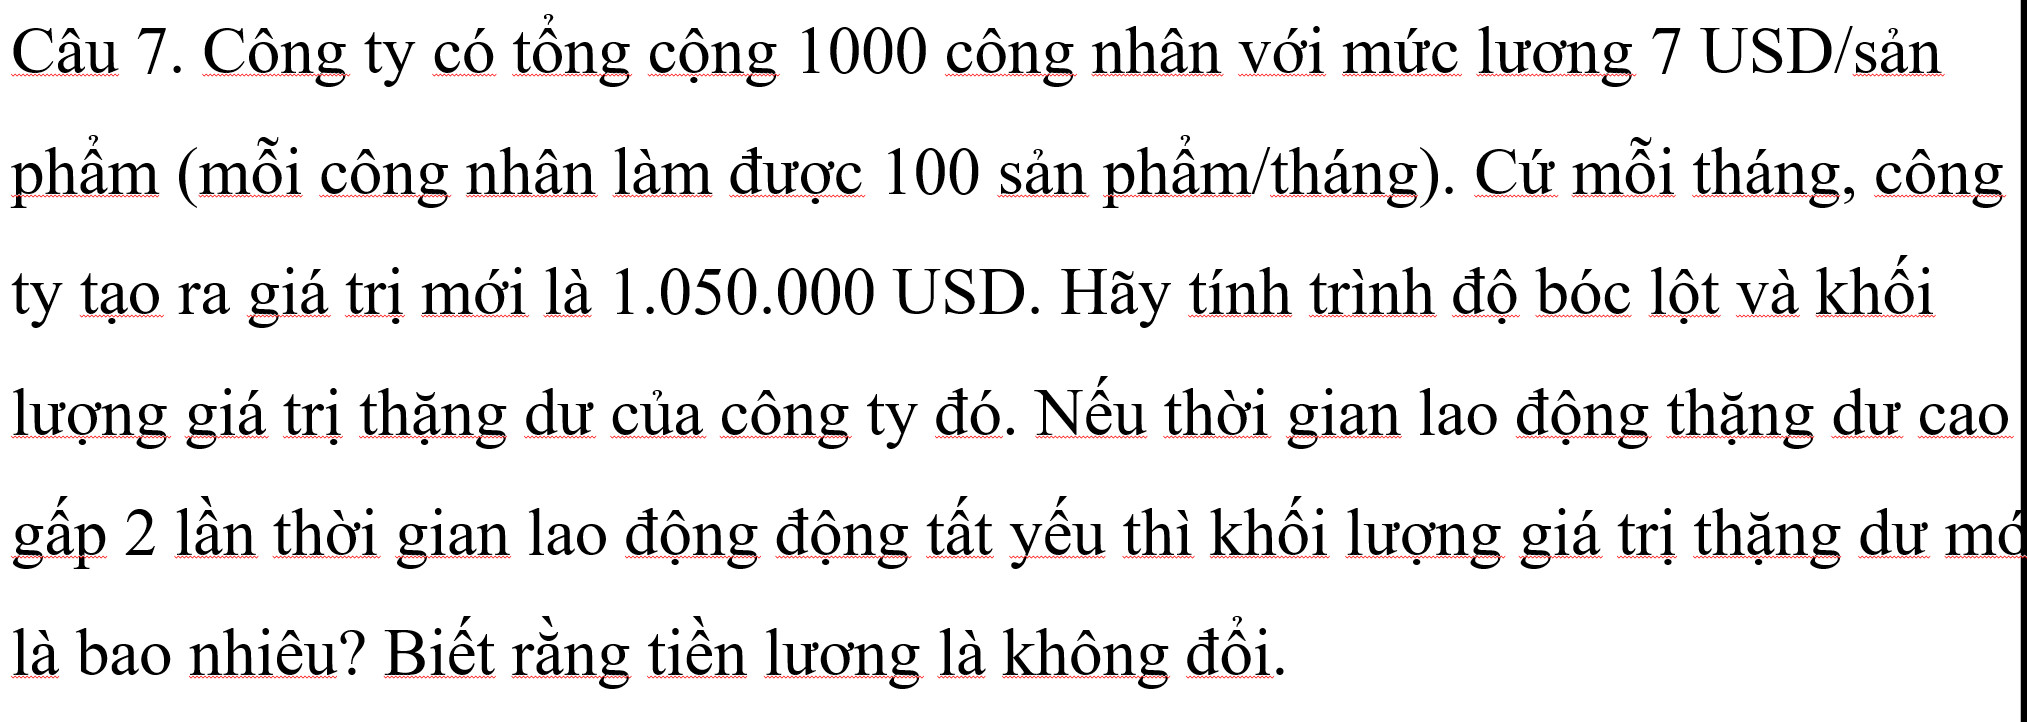 Câu 7. Công ty có tổng cộng 1000 công nhân với mức lương 7 USD/sản
phẩm (mỗi công nhân làm được 100 sản phẩm/tháng). Cứ mỗi tháng, công
ty tạo ra giá trị mới là 1.050.000 USD. Hãy tính trình độ bóc lột và khối
lượng giá trị thặng dư của công ty đó. Nếu thời gian lao động thặng dư cao
gấp 2 lần thời gian lao động động tất yếu thì khối lượng giá trị thặng dư
là bao nhiêu? Biết rằng tiền lương là không đổi.